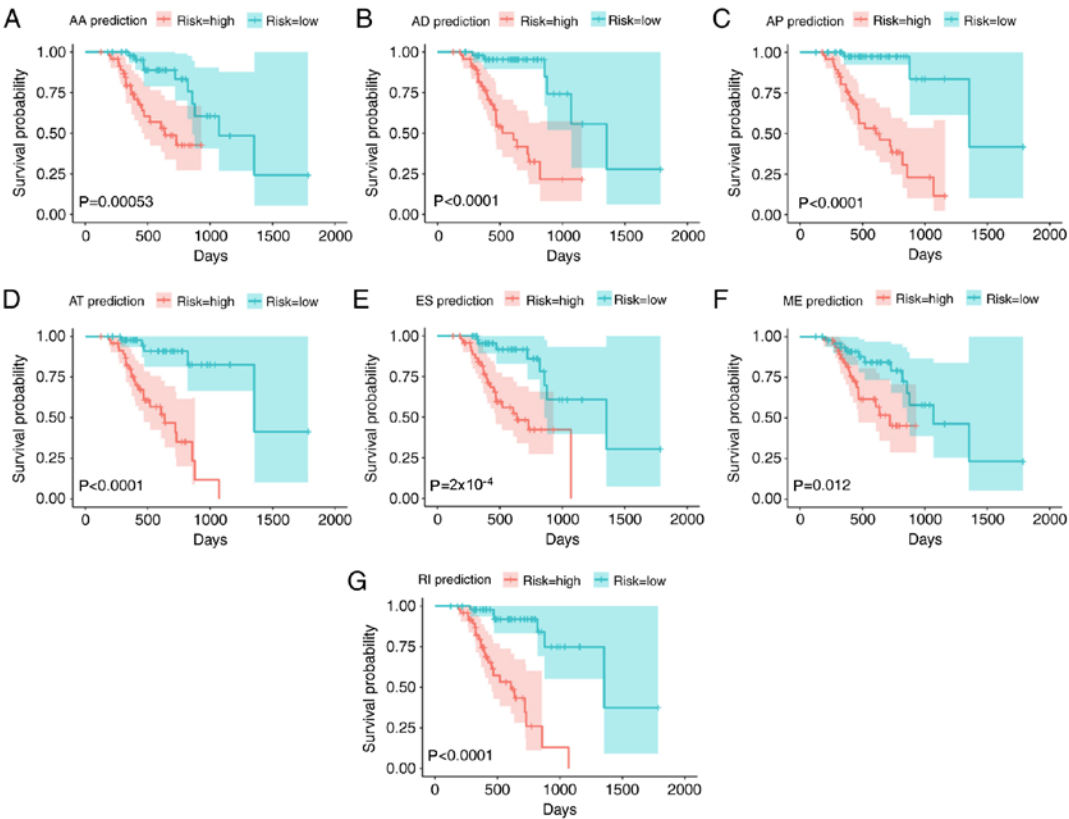 A AA prediction Risk=high Risk=low
Survival probability
1.00
0.75
0.50
0.25
0.00
P=0.00053
0 500 1000 1500 2000
Days
B AD prediction Risk=high Risk=low
Survival probability
1.00
0.75
0.50
0.25
0.00
P<0.0001
0 500 1000 1500 2000
Days
C AP prediction Risk=high Risk=low
Survival probability
1.00
0.75
0.50
0.25
0.00
P<0.0001
0 500 1000 1500 2000
Days
D AT prediction Risk=high Risk=low
Survival probability
1.00
0.75
0.50
0.25
0.00
P<0.0001
0 500 1000 1500 2000
Days
E ES prediction Risk=high Risk=low
Survival probability
1.00
0.75
0.50
0.25
0.00
P=2x10⁻⁴
0 500 1000 1500 2000
Days
F ME prediction Risk=high Risk=low
Survival probability
1.00
0.75
0.50
0.25
0.00
P=0.012
0 500 1000 1500 2000
Days
G RI prediction Risk=high Risk=low
Survival probability
1.00
0.75
0.50
0.25
0.00
P<0.0001
0 500 1000 1500 2000
Days